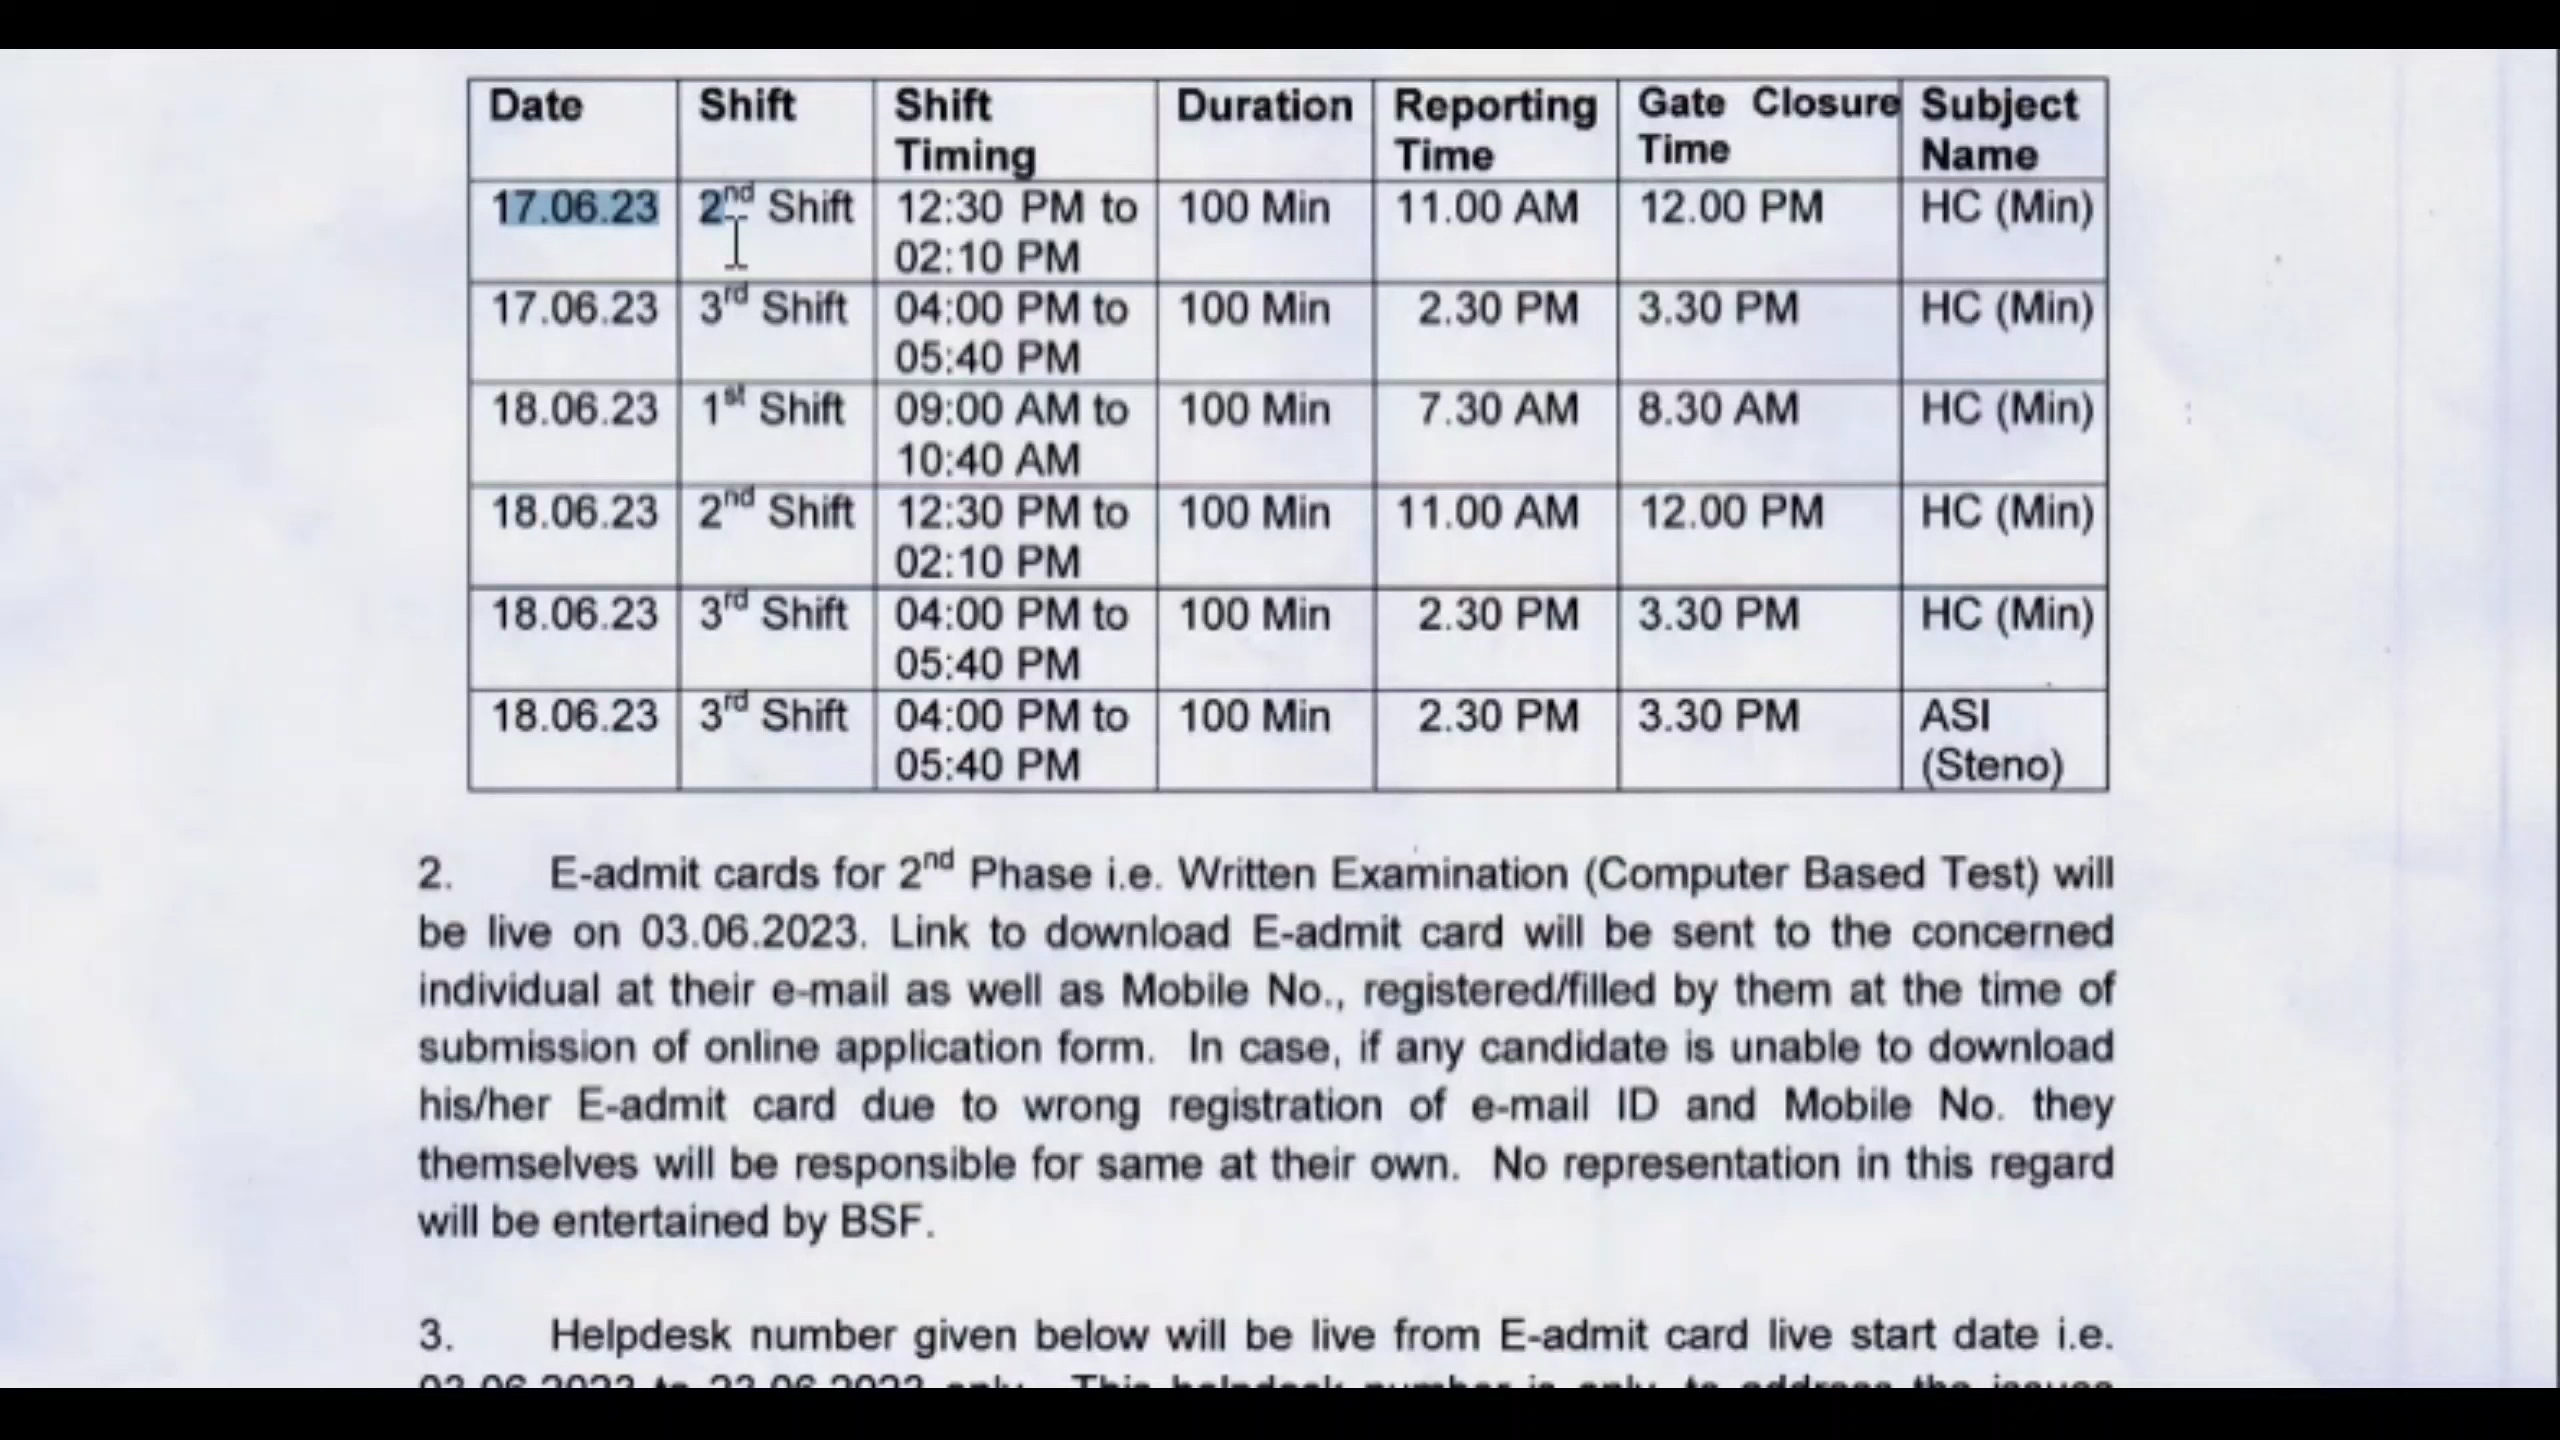 Date Shift Shift Timing Duration Reporting Time Gate Closure Time Subject Name
17.06.23 2nd Shift 12:30 PM to 02:10 PM 100 Min 11.00 AM 12.00 PM HC (Min)
17.06.23 3rd Shift 04:00 PM to 05:40 PM 100 Min 2.30 PM 3.30 PM HC (Min)
18.06.23 1st Shift 09:00 AM to 10:40 AM 100 Min 7.30 AM 8.30 AM HC (Min)
18.06.23 2nd Shift 12:30 PM to 02:10 PM 100 Min 11.00 AM 12.00 PM HC (Min)
18.06.23 3rd Shift 04:00 PM to 05:40 PM 100 Min 2.30 PM 3.30 PM HC (Min)
18.06.23 3rd Shift 04:00 PM to 05:40 PM 100 Min 2.30 PM 3.30 PM ASI (Steno)
2. E-admit cards for 2nd Phase i.e. Written Examination (Computer Based Test) will
be live on 03.06.2023. Link to download E-admit card will be sent to the concerned
individual at their e-mail as well as Mobile No., registered/filled by them at the time of
submission of online application form. In case, if any candidate is unable to download
his/her E-admit card due to wrong registration of e-mail ID and Mobile No. they
themselves will be responsible for same at their own. No representation in this regard
will be entertained by BSF.
3. Helpdesk number given below will be live from E-admit card live start date i.e.
only. This helpdesk number is only to address the issues